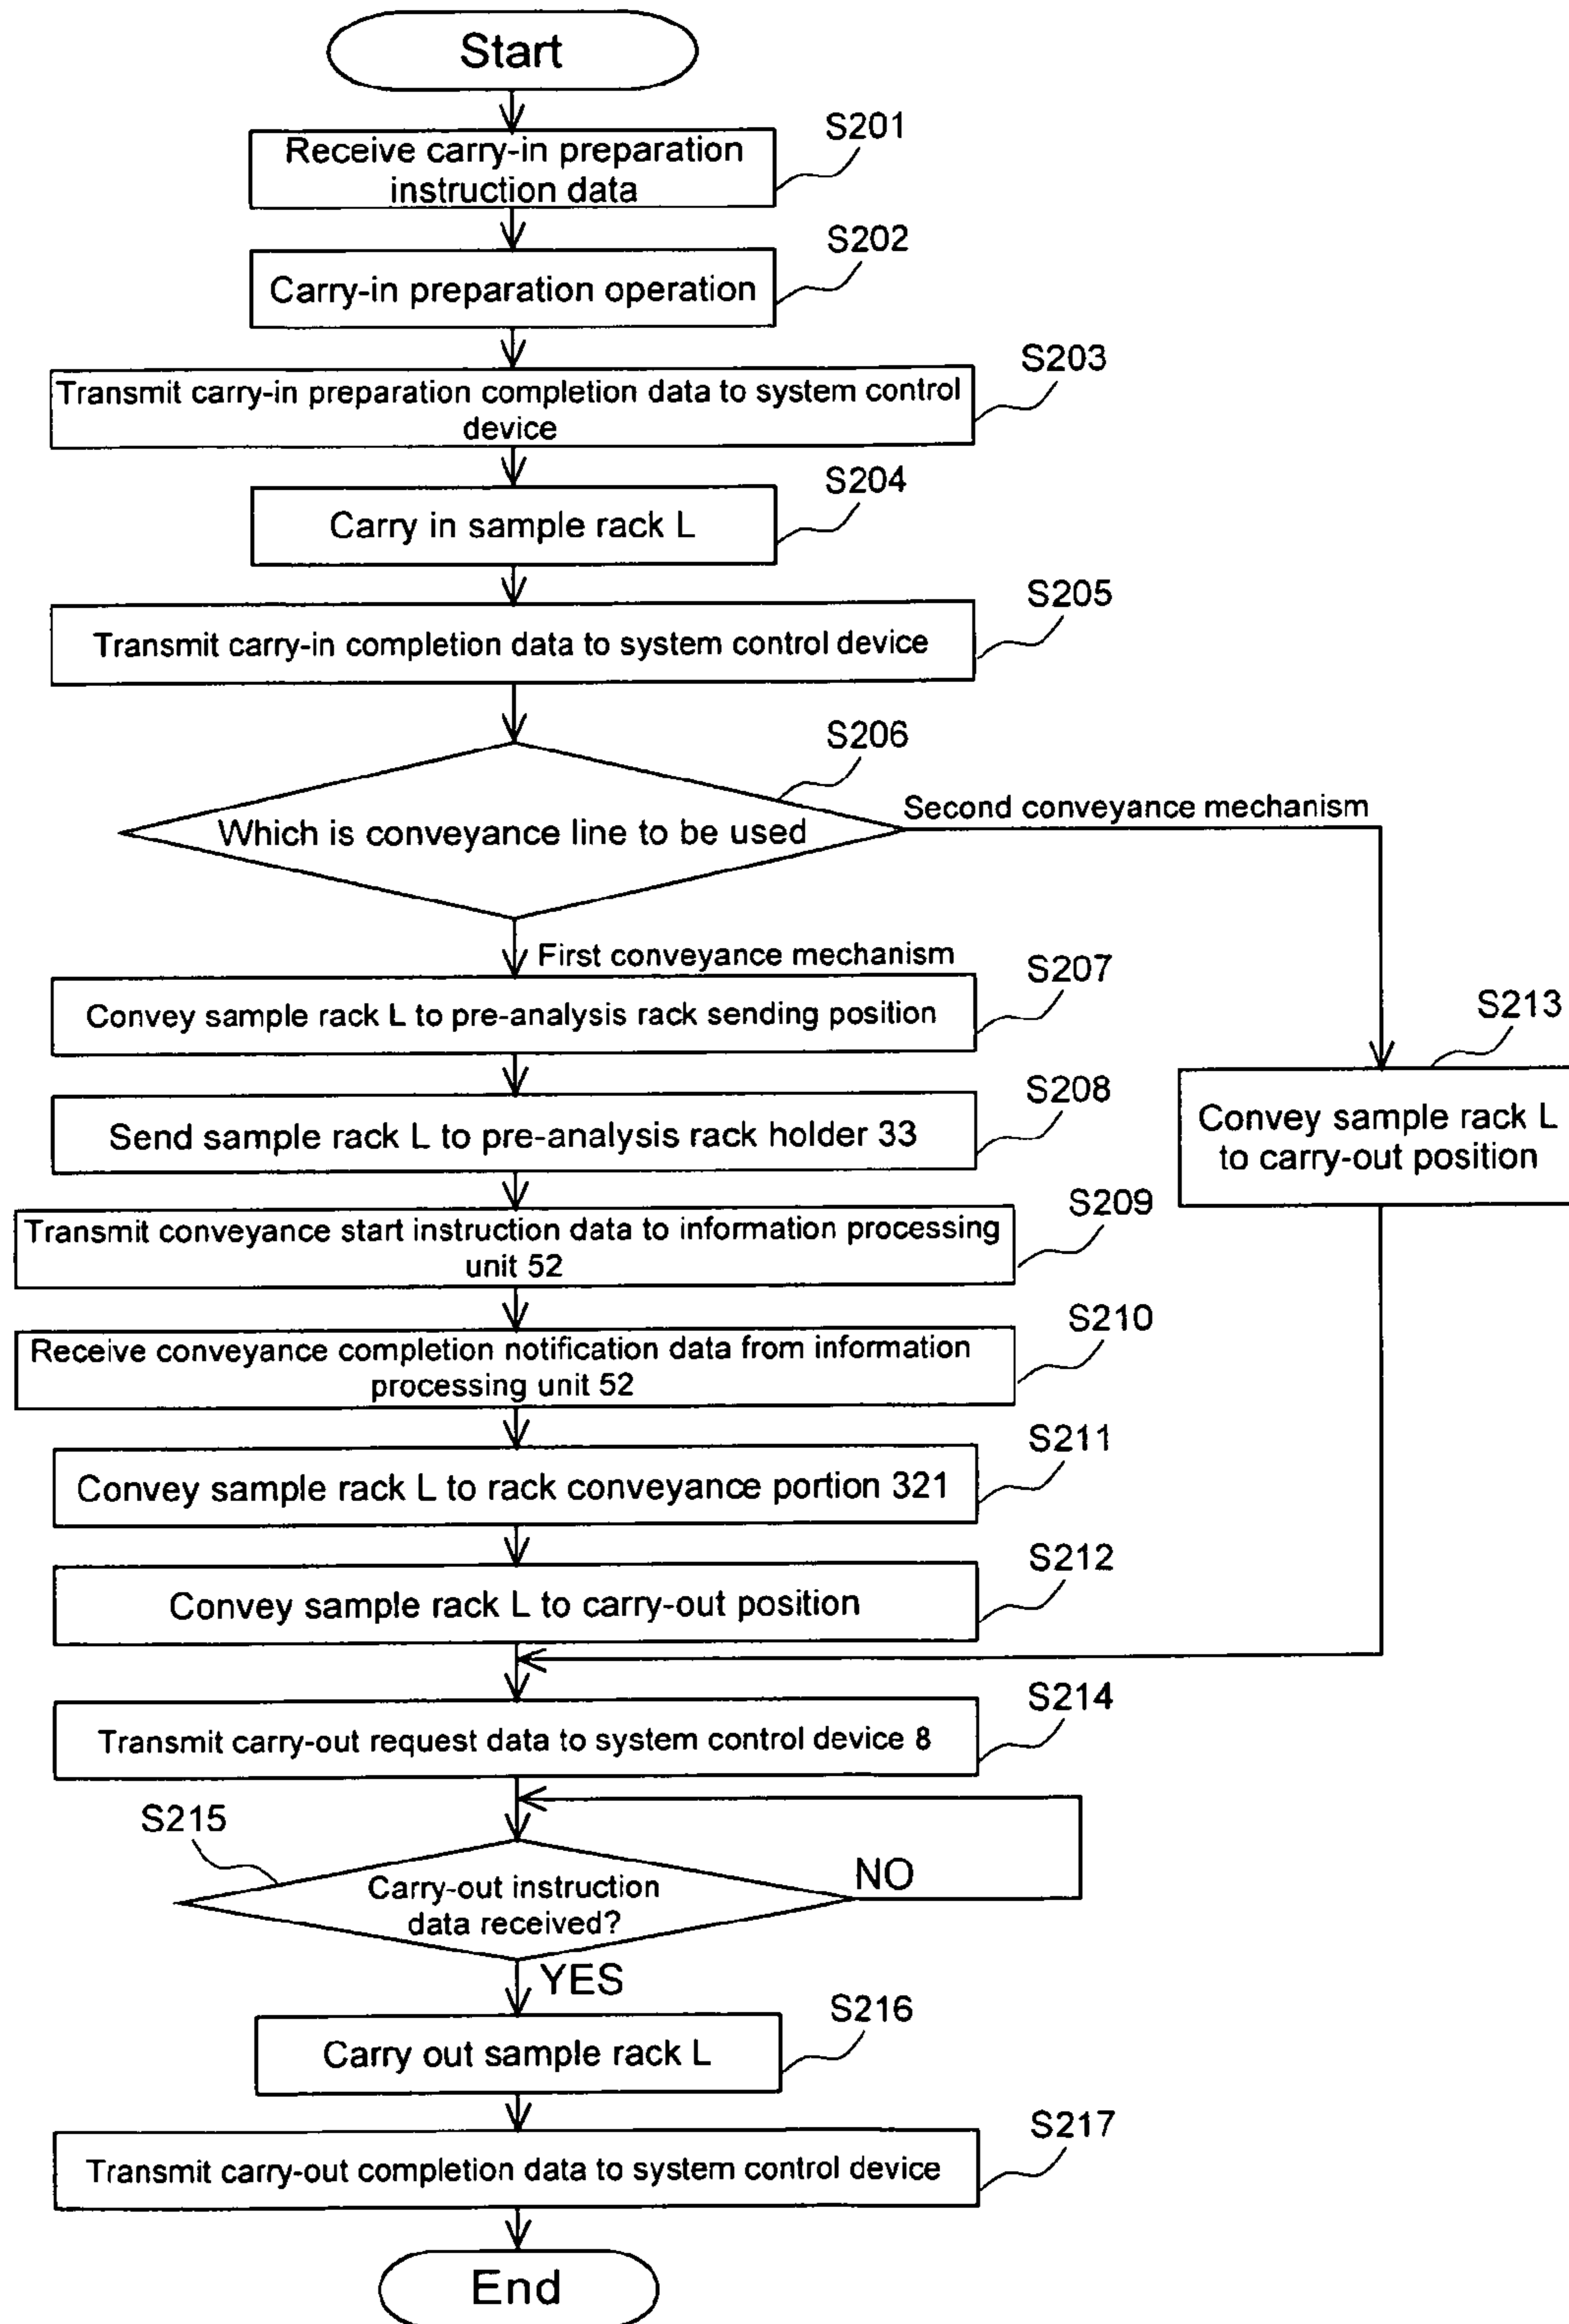 Start
S201
Receive carry-in preparation
instruction data
S202
Carry-in preparation operation
S203
Transmit carry-in preparation completion data to system control
device
S204
Carry in sample rack L
S205
Transmit carry-in completion data to system control device
S206
Second conveyance mechanism
Which is conveyance line to be used
First conveyance mechanism
S207
Convey sample rack L to pre-analysis rack sending position
S213
Convey sample rack L
to carry-out position
S208
Send sample rack L to pre-analysis rack holder 33
S209
Transmit conveyance start instruction data to information processing
unit 52
S210
Receive conveyance completion notification data from information
processing unit 52
S211
Convey sample rack L to rack conveyance portion 321
S212
Convey sample rack L to carry-out position
S214
Transmit carry-out request data to system control device 8
S215
NO
Carry-out instruction
data received?
YES
S216
Carry out sample rack L
S217
Transmit carry-out completion data to system control device
End